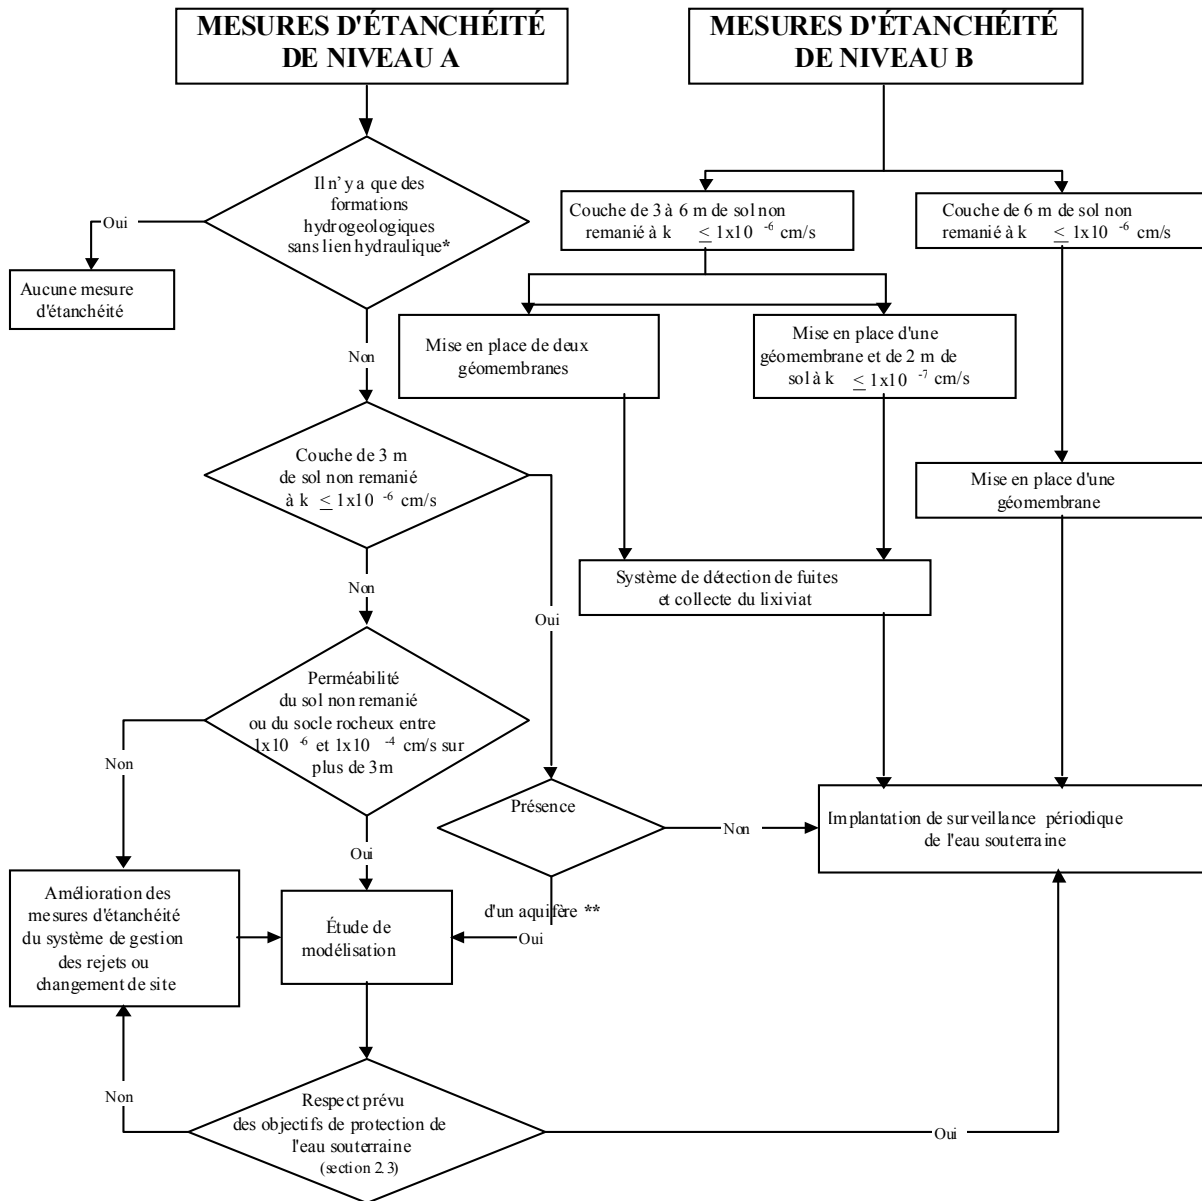 MESURES D'ÉTANCHÉITÉ
DE NIVEAU A
MESURES D'ÉTANCHÉITÉ
DE NIVEAU B
Il n'y a que des
formations
hydrogeologiques
sans lien hydraulique*
Oui
Aucune mesure
d'étanchéité
Non
Couche de 3 à 6 m de sol non
remanié à k ≤ 1x10 -6 cm/s
Couche de 6 m de sol non
remanié à k ≤ 1x10 -6 cm/s
Mise en place de deux
géomembranes
Mise en place d'une
géomembrane et de 2 m de
sol à k ≤ 1x10 -7 cm/s
Couche de 3 m
de sol non remanié
à k ≤ 1x10 -6 cm/s
Mise en place d'une
géomembrane
Non
Oui
Système de détection de fuites
et collecte du lixiviat
Perméabilité
du sol non remanié
ou du socle rocheux entre
1x10 -6 et 1x10 -4 cm/s sur
plus de 3m
Non
Oui
Présence
d'un aquifère **
Non
Oui
Implantation de surveillance périodique
de l'eau souterraine
Amélioration des
mesures d'étanchéité
du système de gestion
des rejets ou
changement de site
Étude de
modélisation
Non
Respect prévu
des objectifs de protection de
l'eau souterraine
(section 2.3)
Oui